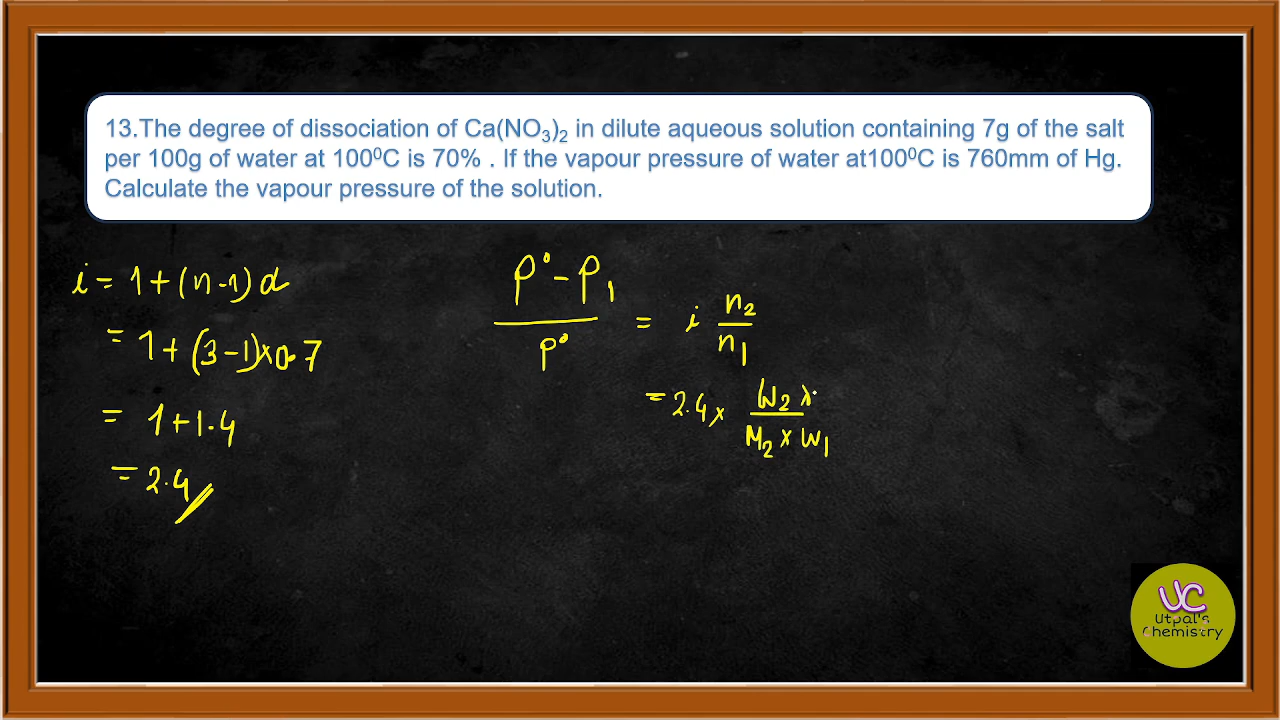 13.The degree of dissociation of Ca(NO₃)₂ in dilute aqueous solution containing 7g of the salt
per 100g of water at 100⁰C is 70% . If the vapour pressure of water at100⁰C is 760mm of Hg.
Calculate the vapour pressure of the solution.
i = 1 + (n - 1) α
= 1 + (3 - 1) × 0.7
= 1 + 1.4
= 2.4
P° - P₁
P°
= i n₂
n₁
= 2.4 × W₂ ×
M₂ × W₁
UC
Utpal's
Chemistry